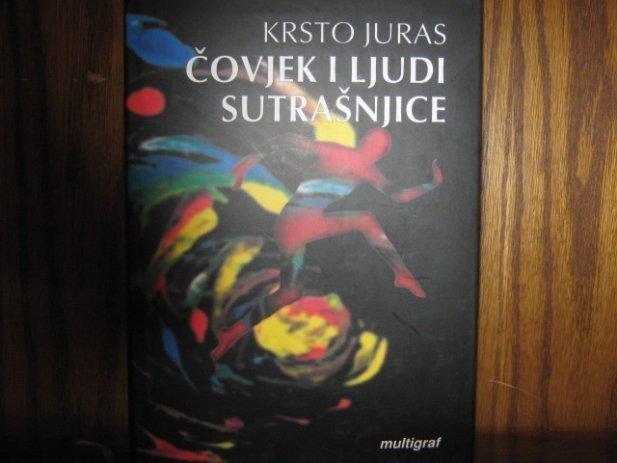 KRSTO JURAS
ČOVJEK I LJUDI
SUTRAŠNJICE
multigraf